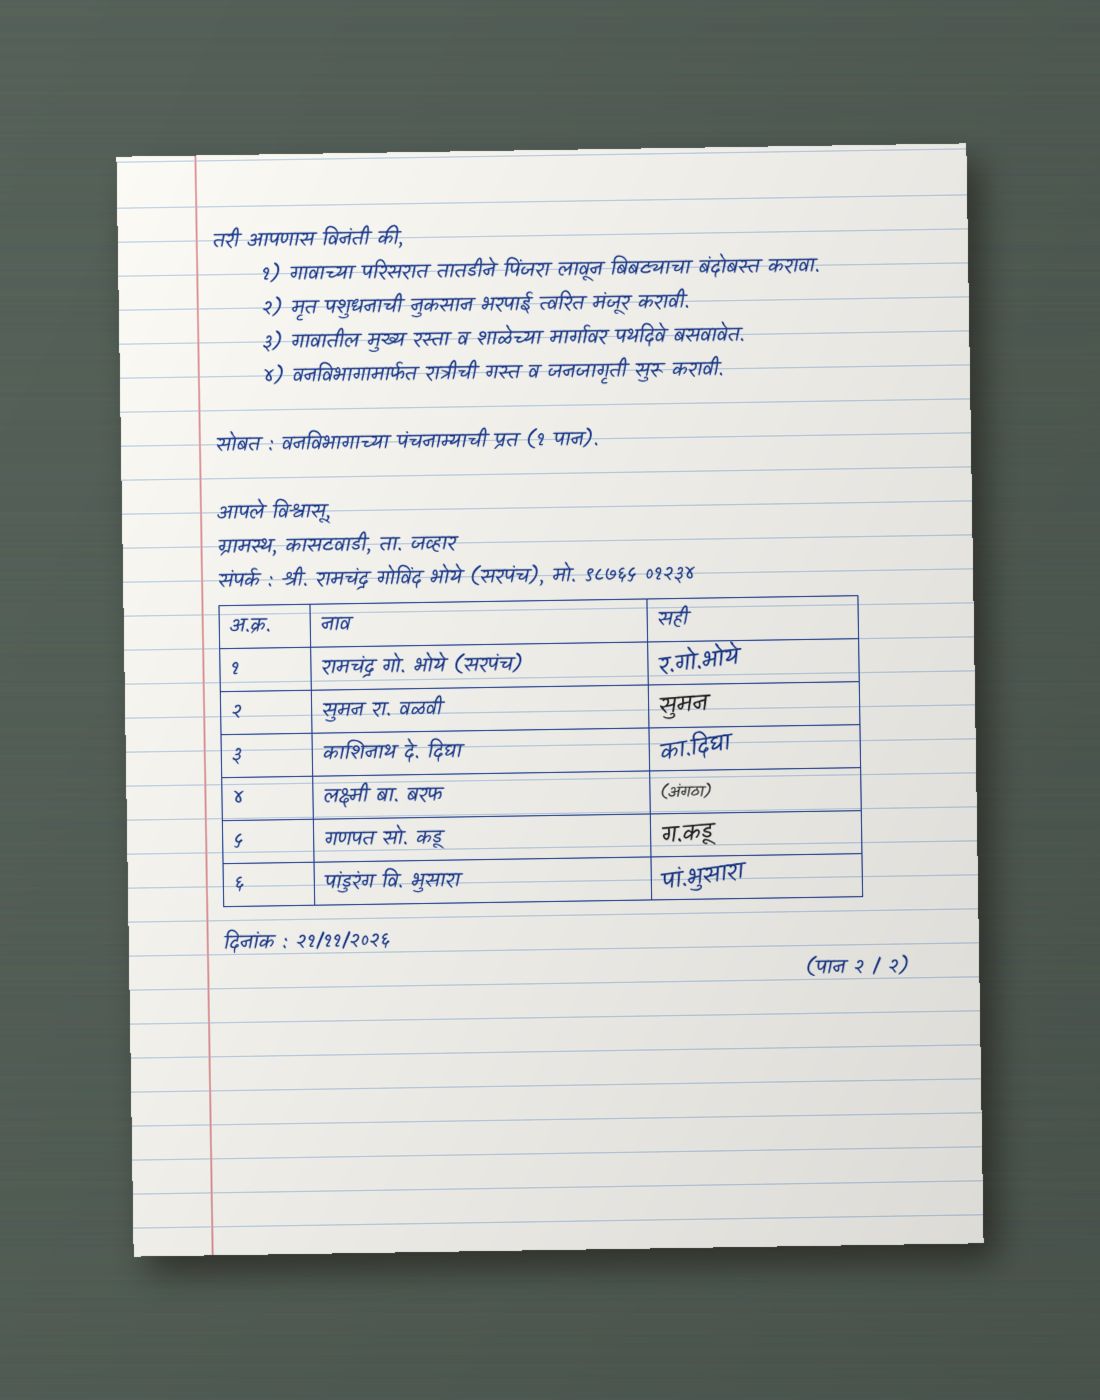 तरी आपणास विनंती की,
१) गावाच्या परिसरात तातडीने पिंजरा लावून बिबट्याचा बंदोबस्त करावा.
२) मृत पशुधनाची नुकसान भरपाई त्वरित मंजूर करावी.
३) गावातील मुख्य रस्ता व शाळेच्या मार्गावर पथदिवे बसवावेत.
४) वनविभागामार्फत रात्रीची गस्त व जनजागृती सुरू करावी.
सोबत : वनविभागाच्या पंचनाम्याची प्रत (१ पान).
आपले विश्वासू,
ग्रामस्थ, कासटवाडी, ता. जव्हार
संपर्क : श्री. रामचंद्र गोविंद भोये (सरपंच), मो. ९८७६५ ०१२३४
अ.क्र. नाव सही
१ रामचंद्र गो. भोये (सरपंच) र.गो.भोये
२ सुमन रा. वळवी सुमन
३ काशिनाथ दे. दिघा का.दिघा
४ लक्ष्मी बा. बरफ (अंगठा)
५ गणपत सो. कडू ग.कडू
६ पांडुरंग वि. भुसारा पां.भुसारा
दिनांक : २१/११/२०२६
(पान २ / २)